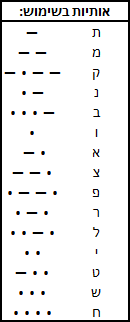 אותיות בשימוש:
ת —
מ — —
ק — — • —
נ — •
ב — • • •
ו •
א • —
צ — — •
פ • — — •
ר • — •
ל • — • •
י • •
ט • • —
ש • • •
ח • • • •